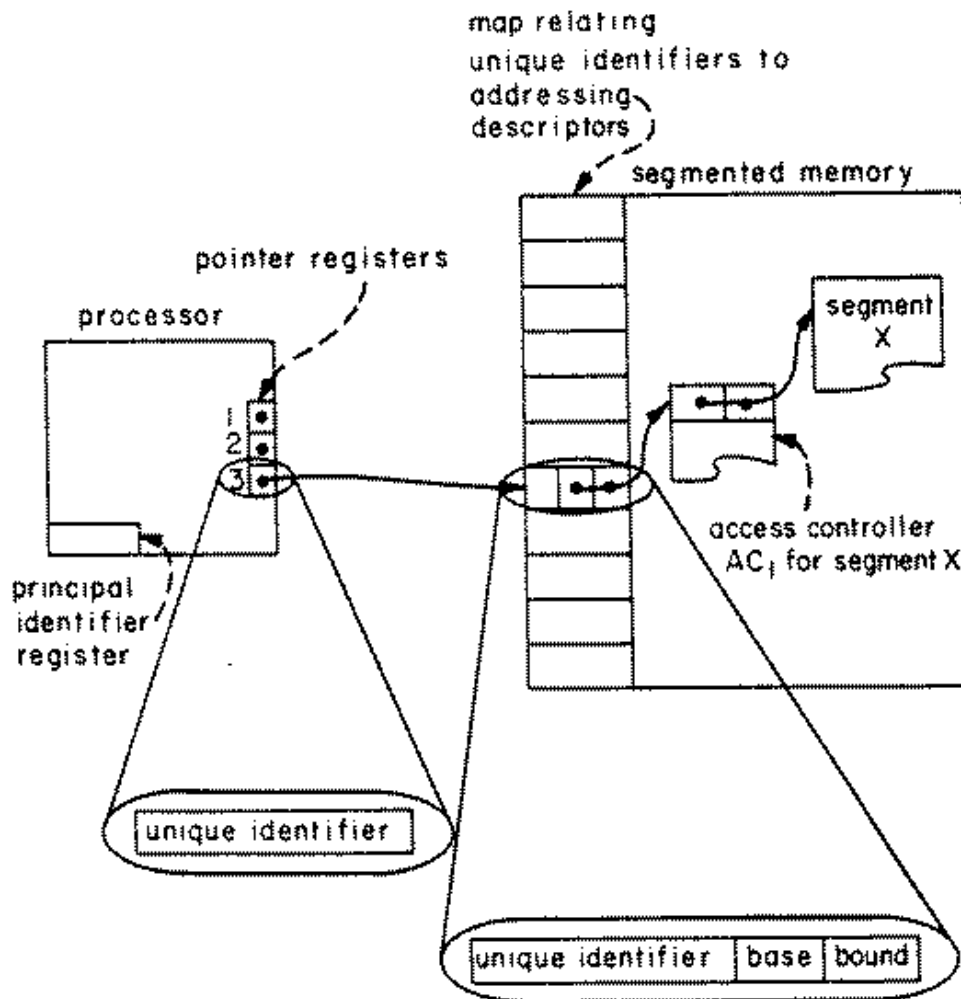 map relating
unique identifiers to
addressing
descriptors
segmented memory
pointer registers
processor
segment
X
1
2
3
access controller
AC1 for segment X
principal
identifier
register
unique identifier
unique identifier base bound